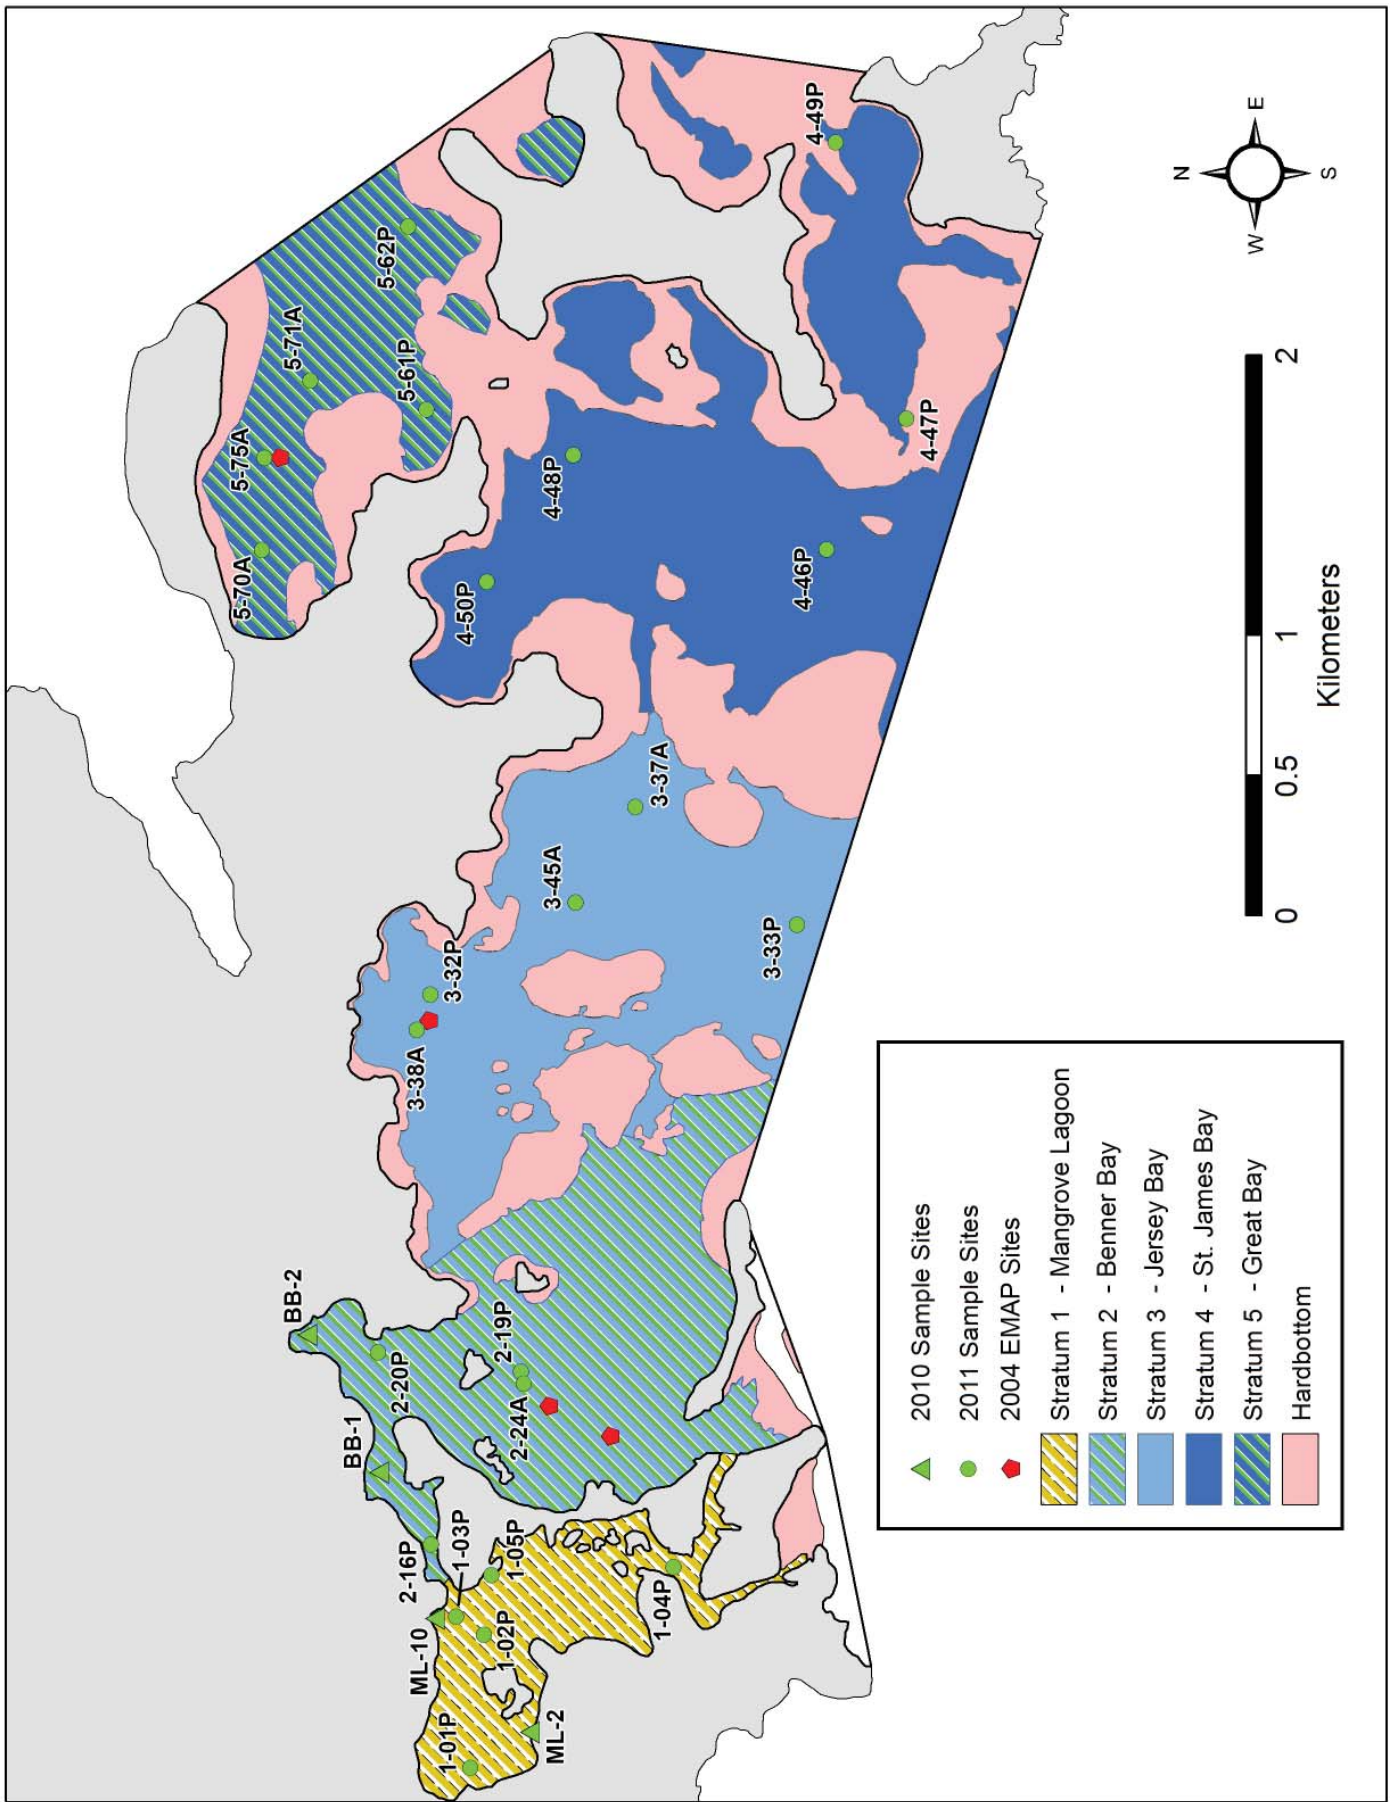 BB-2
BB-1
2-20P
2-16P
1-03P
ML-10
1-05P
1-02P
1-01P
ML-2
1-04P
2-19P
2-24A
3-38A
3-32P
3-45A
3-37A
3-33P
4-50P
4-48P
4-46P
4-47P
4-49P
5-70A
5-75A
5-71A
5-61P
5-62P
2010 Sample Sites
2011 Sample Sites
2004 EMAP Sites
Stratum 1 - Mangrove Lagoon
Stratum 2 - Benner Bay
Stratum 3 - Jersey Bay
Stratum 4 - St. James Bay
Stratum 5 - Great Bay
Hardbottom
0 0.5 1 2
Kilometers
N
W E
S